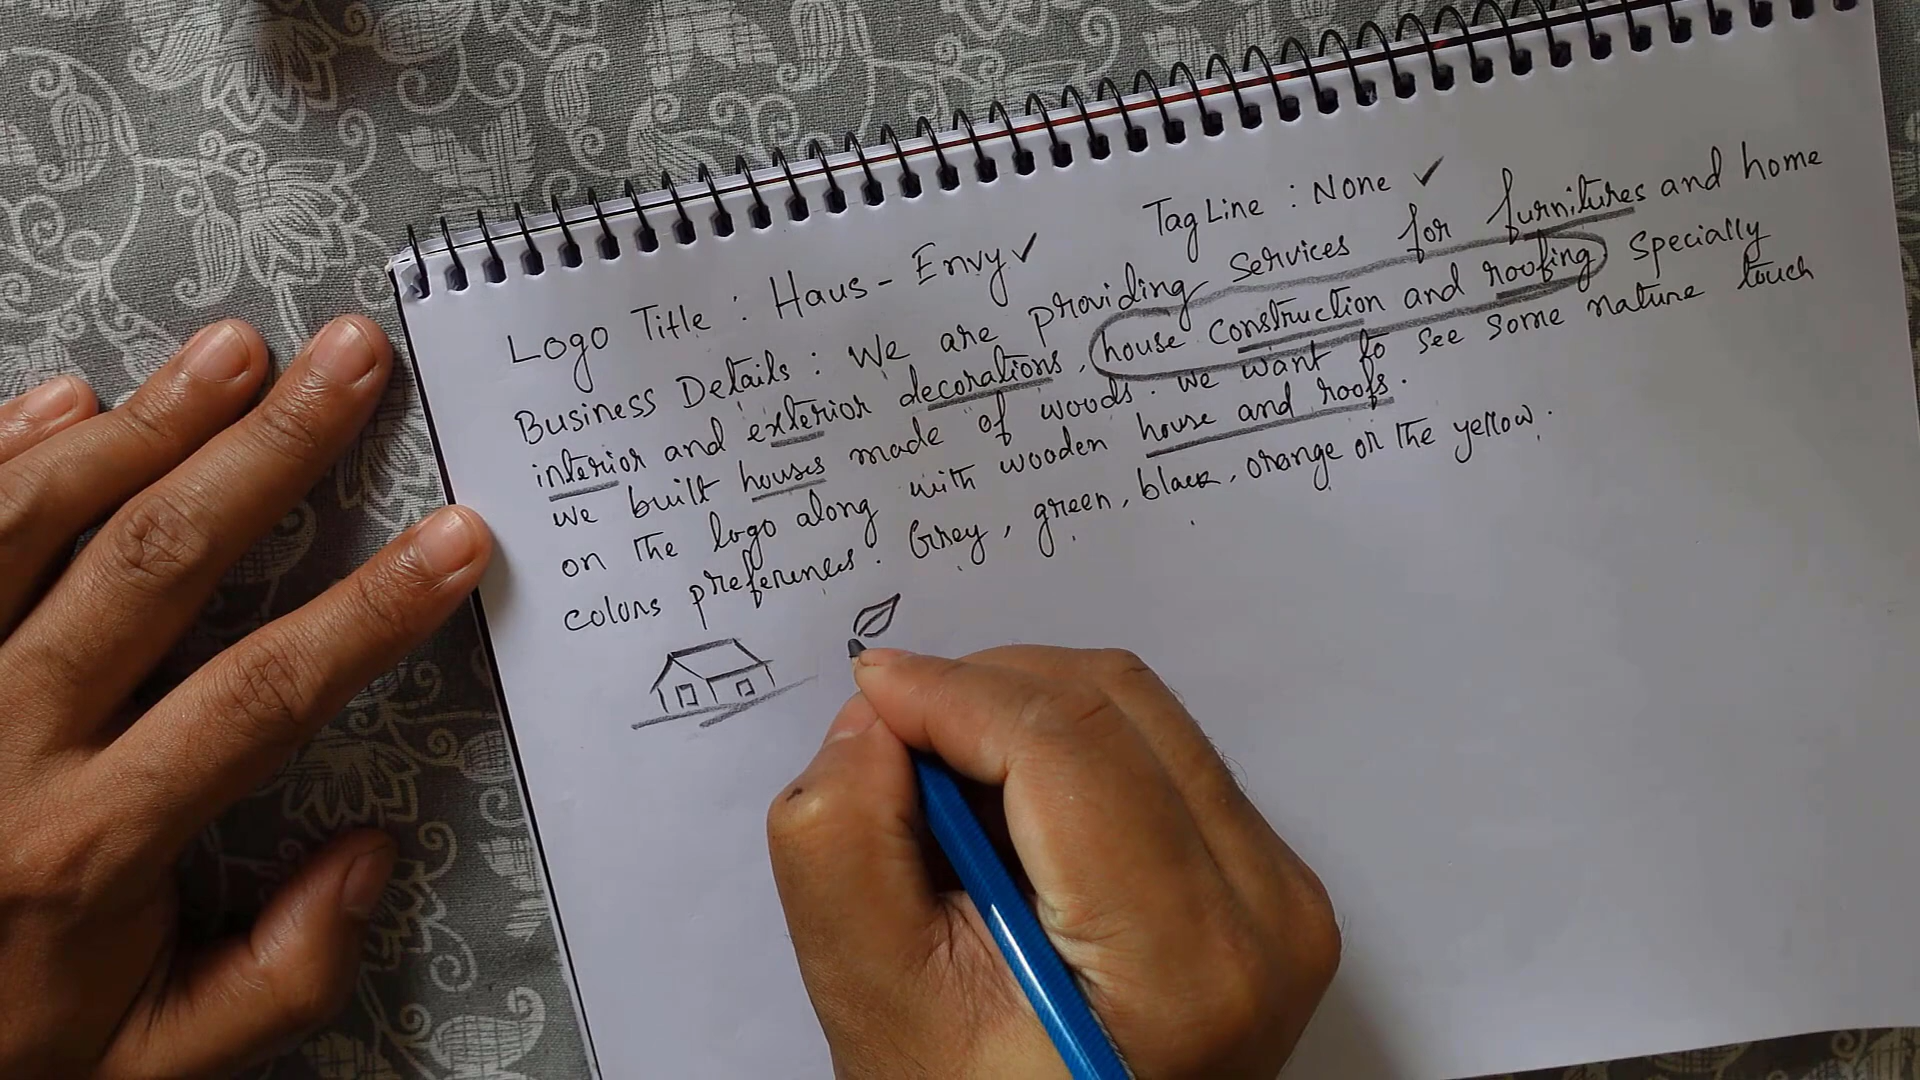 Logo Title : Haus-Envy✓ TagLine : None ✓
Business Details : We are providing services for furnitures and home
interior and exterior decorations, house construction and roofing specially
we built houses made of woods. we want to see some nature touch
on the logo along with wooden house and roofs.
colors preferences. Grey, green, black, orange or the yellow.